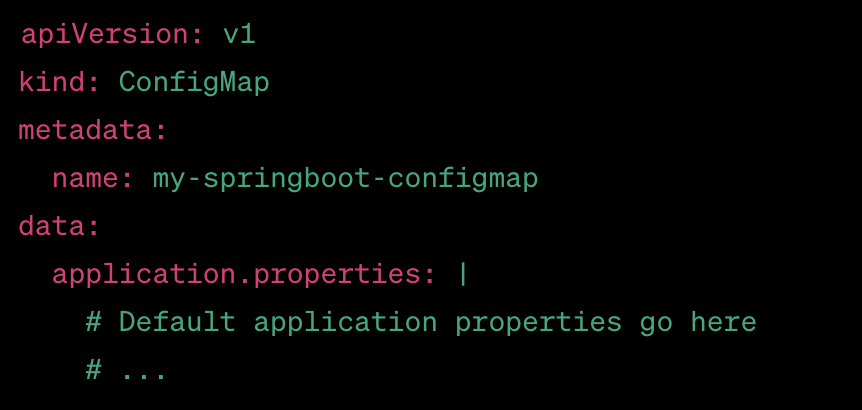 apiVersion: v1
kind: ConfigMap
metadata:
  name: my-springboot-configmap
data:
  application.properties: |
    # Default application properties go here
    # ...